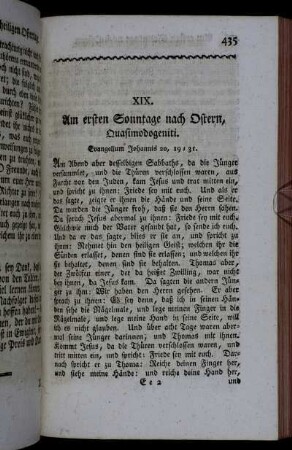 435
XIX.
Am ersten Sonntage nach Ostern,
Quasimodogeniti.
Evangelium Johannis 20, 19-31.
Am Abend aber desselbigen Sabbaths, da die Jünger
versammlet, und die Thüren verschlossen waren, aus
Furcht vor den Juden, kam Jesus und trat mitten ein,
und spricht zu ihnen: Friede sey mit euch. Und als er
das sagte, zeigte er ihnen die Hände und seine Seite.
Da wurden die Jünger froh, daß sie den Herrn sahen.
Da sprach Jesus abermal zu ihnen: Friede sey mit euch.
Gleichwie mich der Vater gesandt hat, so sende ich euch.
Und da er das sagte, blies er sie an, und spricht zu
ihnen: Nehmet hin den heiligen Geist; welchen ihr die
Sünden erlasset, denen sind sie erlassen; und welchen ihr
sie behaltet, denen sind sie behalten. Thomas aber,
der Zwölfen einer, der da heisset Zwilling, war nicht
bey ihnen, da Jesus kam. Da sagten die andern Jün-
ger zu ihm: Wir haben den Herrn gesehen. Er aber
sprach zu ihnen: Es sey denn, daß ich in seinen Hän-
den sehe die Nägelmale, und lege meinen Finger in die
Nägelmale, und lege meine Hand in seine Seite, will
ich es nicht glauben. Und über acht Tage waren aber-
mal seine Jünger darinnen, und Thomas mit ihnen.
Kommt Jesus, da die Thüren verschlossen waren, und
tritt mitten ein, und spricht: Friede sey mit euch. Dar-
nach spricht er zu Thoma: Reiche deinen Finger her,
und siehe meine Hände: und reiche deine Hand her,
Ee 2 und